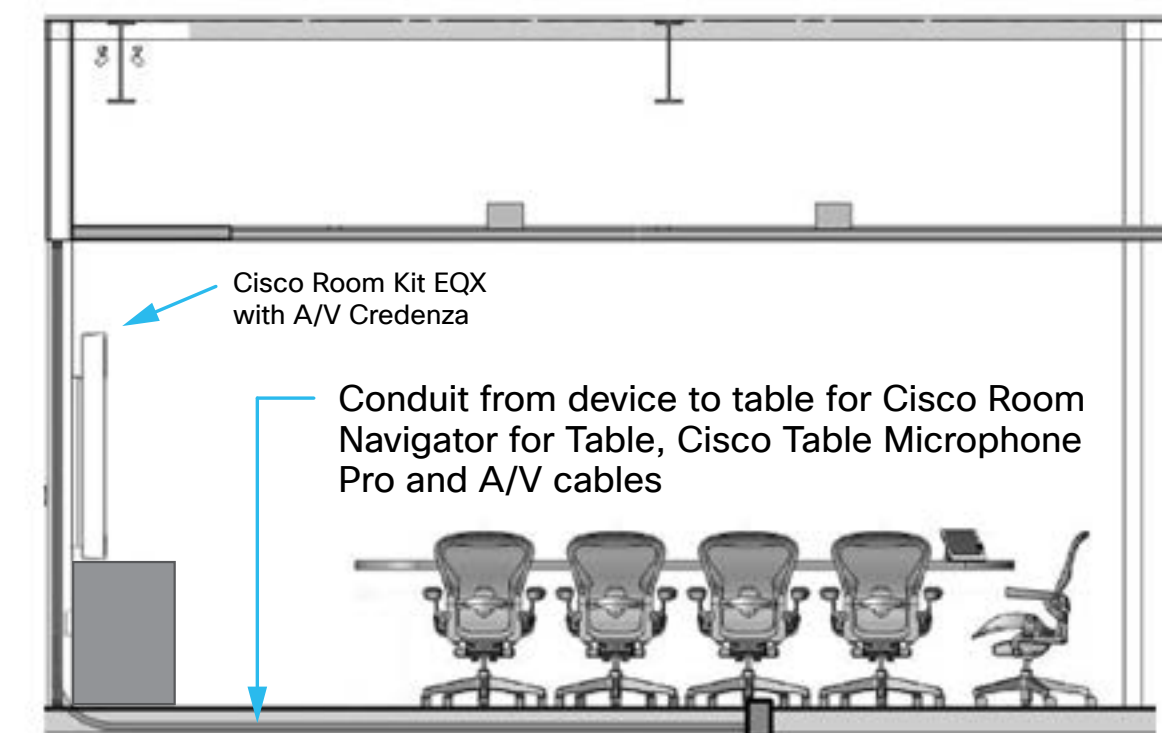 Cisco Room Kit EQX
with A/V Credenza
Conduit from device to table for Cisco Room
Navigator for Table, Cisco Table Microphone
Pro and A/V cables